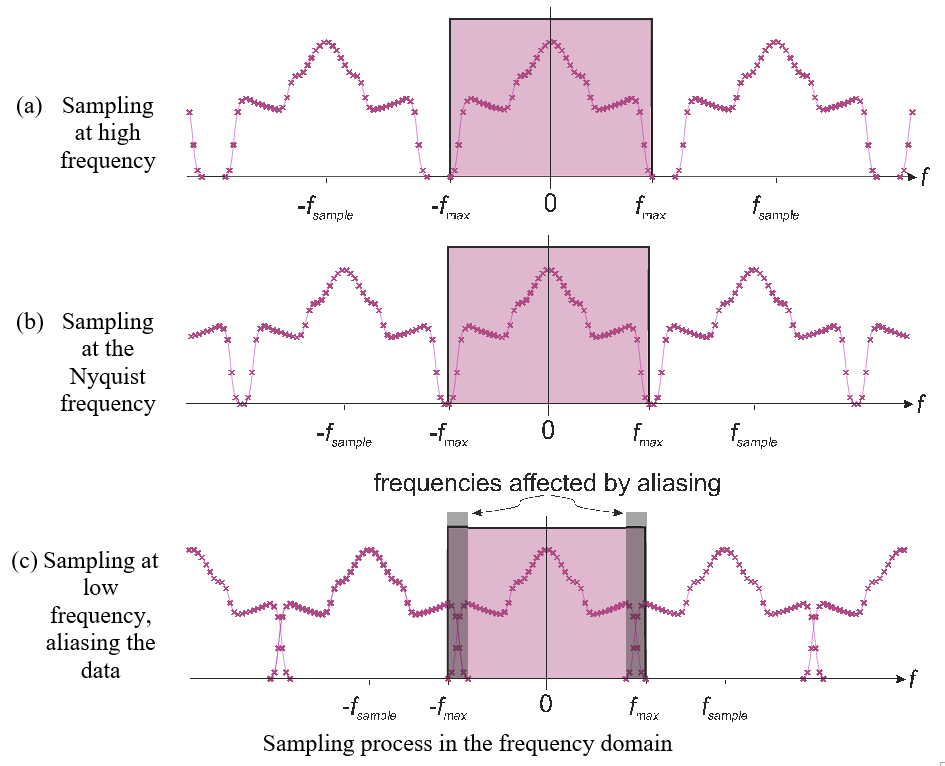 (a) Sampling
at high
frequency
f
-fsample
-fmax
0
fmax
fsample
(b) Sampling
at the
Nyquist
frequency
f
-fsample
-fmax
0
fmax
fsample
frequencies affected by aliasing
(c) Sampling at
low
frequency,
aliasing the
data
f
-fsample
-fmax
0
fmax
fsample
Sampling process in the frequency domain